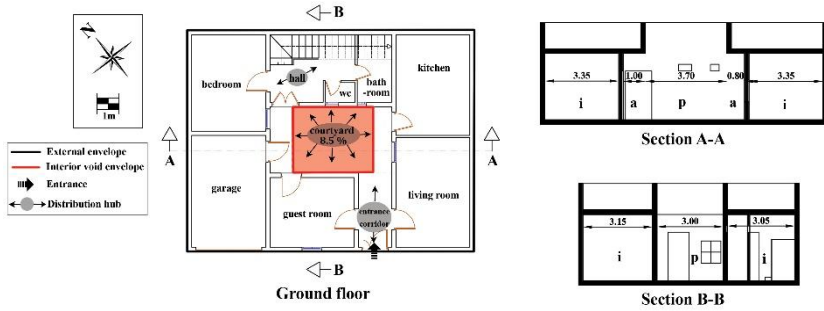 N
1m
External envelope
Interior void envelope
Entrance
Distribution hub
B
bedroom
hall
wc
bath
-room
kitchen
courtyard
8.5 %
A
A
garage
guest room
entrance
corridor
living room
B
Ground floor
3.35
1.00
3.70
0.80
3.35
i
a
p
a
i
Section A-A
3.15
3.00
3.05
i
p
i
Section B-B